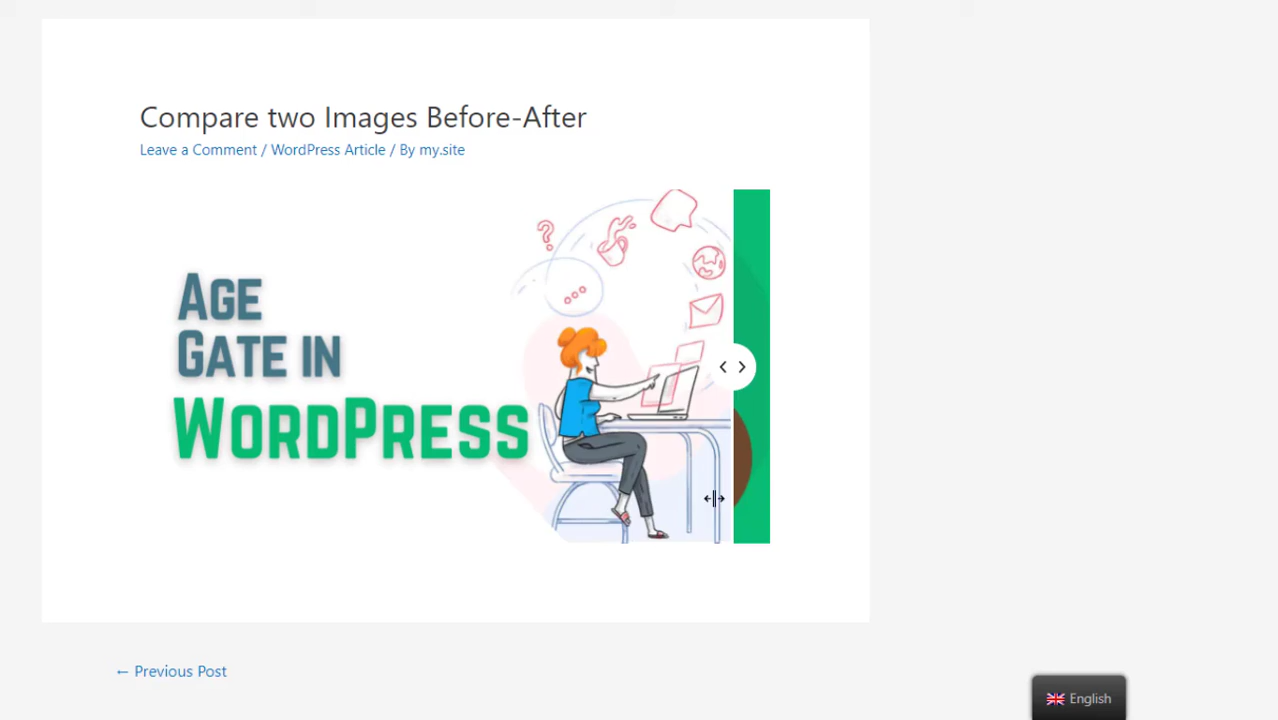 Compare two Images Before-After
Leave a Comment / WordPress Article / By my.site
?
AGE
GATE IN
WORDPRESS
← Previous Post
English